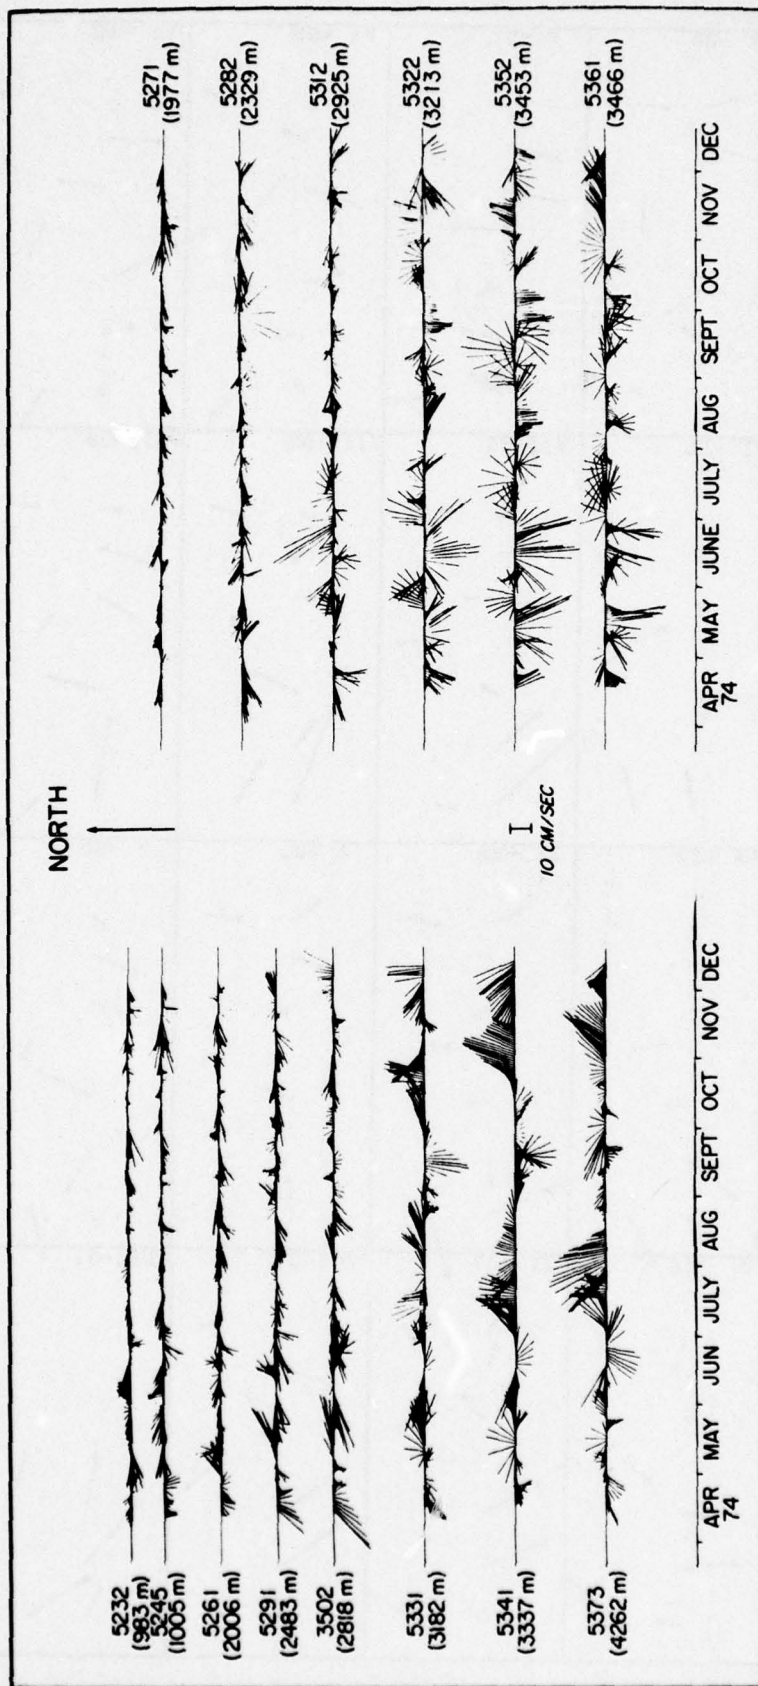 5232
(983 m)
5245
(1005 m)
5261
(2006 m)
5291
(2483 m)
3502
(2818 m)
5331
(3182 m)
5341
(3337 m)
5373
(4262 m)
APR MAY JUN JULY AUG SEPT OCT NOV DEC
74
NORTH
10 CM/SEC
5271
(1977 m)
5282
(2329 m)
5312
(2925 m)
5322
(3213 m)
5352
(3453 m)
5361
(3466 m)
APR MAY JUNE JULY AUG SEPT OCT NOV DEC
74